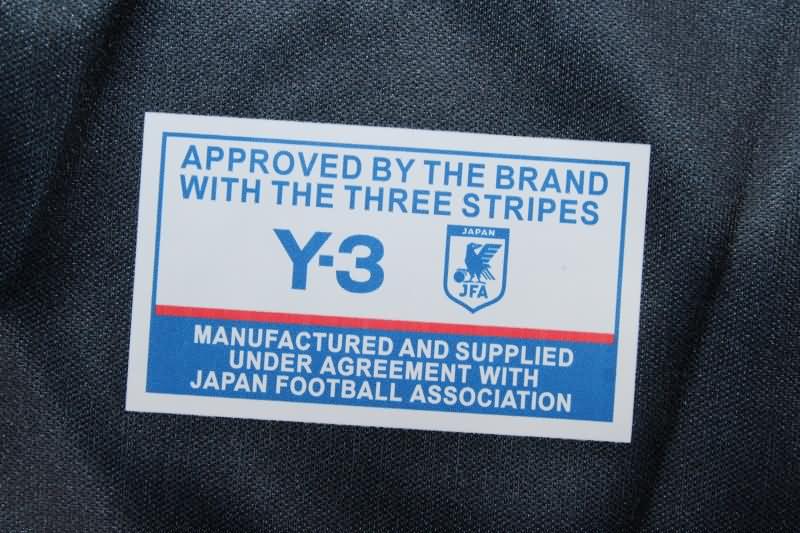 APPROVED BY THE BRAND
WITH THE THREE STRIPES
Y-3
JAPAN
JFA
MANUFACTURED AND SUPPLIED
UNDER AGREEMENT WITH
JAPAN FOOTBALL ASSOCIATION